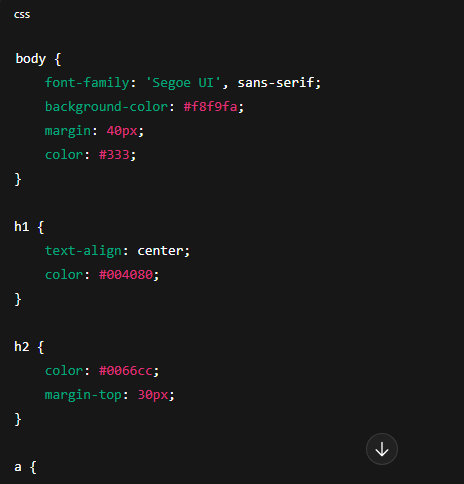 css
body {
    font-family: 'Segoe UI', sans-serif;
    background-color: #f8f9fa;
    margin: 40px;
    color: #333;
}
h1 {
    text-align: center;
    color: #004080;
}
h2 {
    color: #0066cc;
    margin-top: 30px;
}
a {